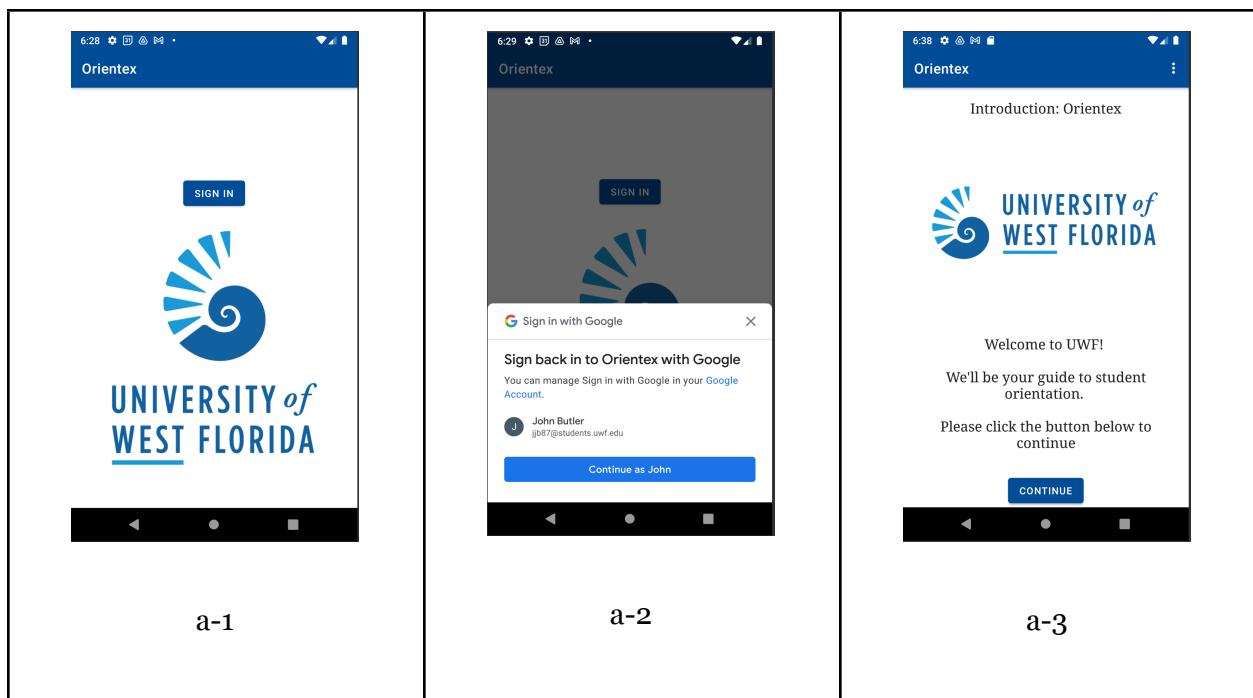 6:28
Orientex
SIGN IN
UNIVERSITY of
WEST FLORIDA
a-1
6:29
31
Orientex
SIGN IN
Sign in with Google
Sign back in to Orientex with Google
You can manage Sign in with Google in your Google
Account.
J
John Butler
jjb87@students.uwf.edu
Continue as John
a-2
6:38
Orientex
Introduction: Orientex
UNIVERSITY of
WEST FLORIDA
Welcome to UWF!
We'll be your guide to student
orientation.
Please click the button below to
continue
CONTINUE
a-3